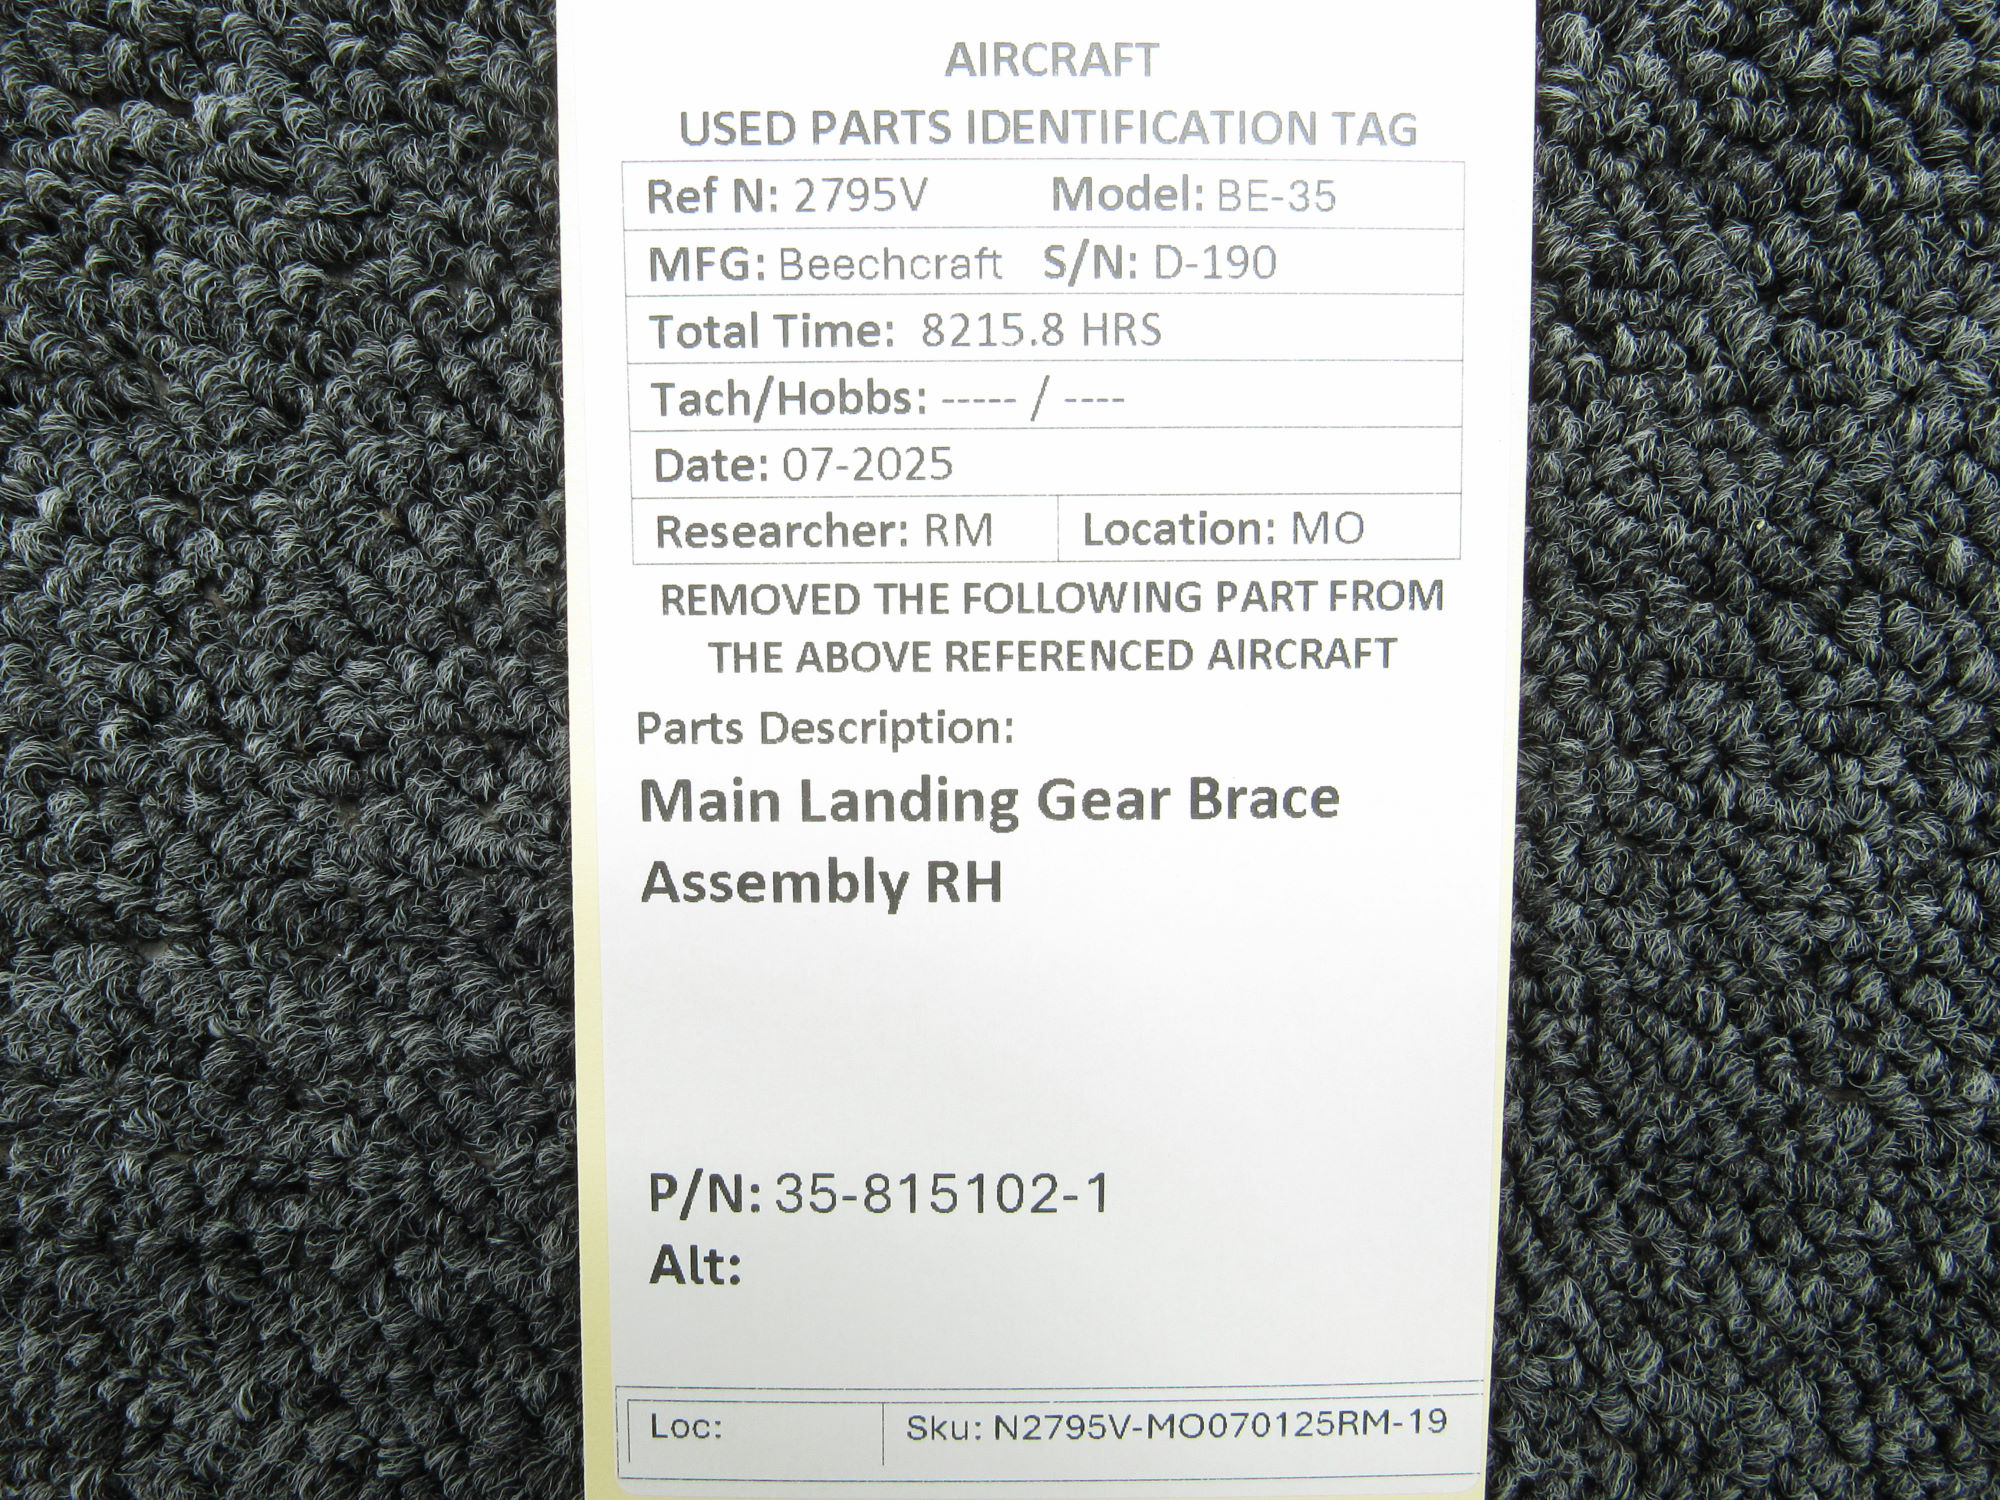 AIRCRAFT
USED PARTS IDENTIFICATION TAG
Ref N: 2795V Model: BE-35
MFG: Beechcraft S/N: D-190
Total Time: 8215.8 HRS
Tach/Hobbs: ----- / ----
Date: 07-2025
Researcher: RM Location: MO
REMOVED THE FOLLOWING PART FROM
THE ABOVE REFERENCED AIRCRAFT
Parts Description:
Main Landing Gear Brace
Assembly RH
P/N: 35-815102-1
Alt:
Loc: Sku: N2795V-MO070125RM-19